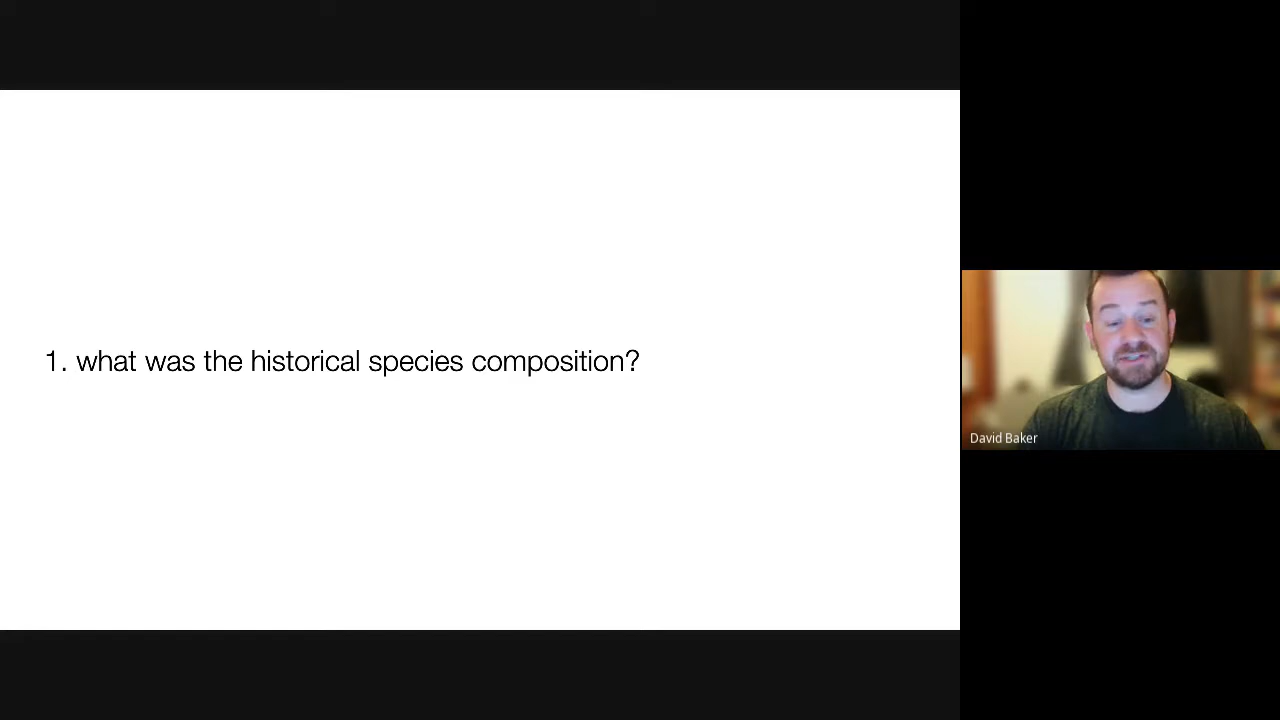 1. what was the historical species composition?
David Baker